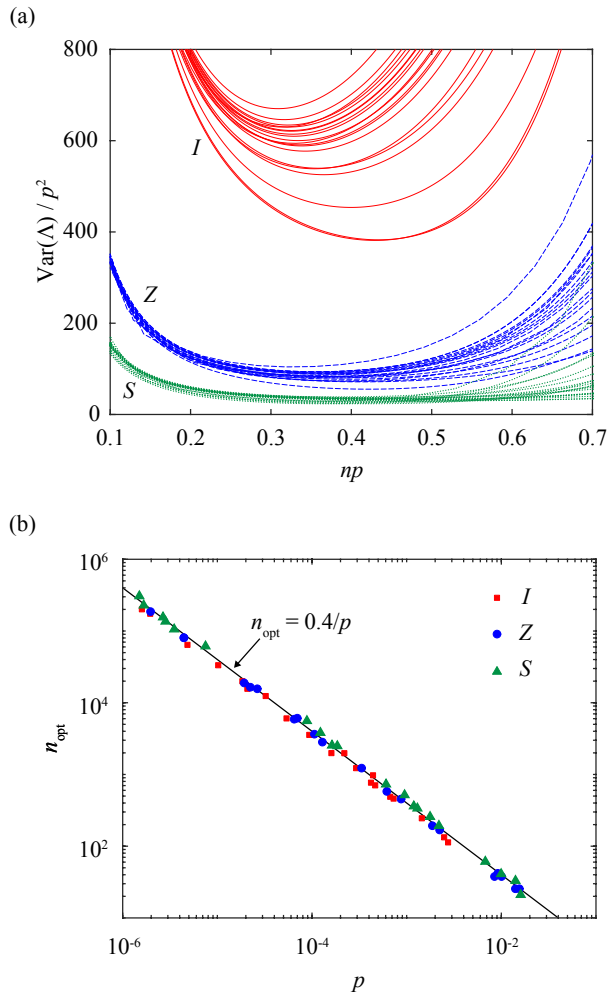 (a)
800
600
400
200
0
Var(Λ) / p²
I
Z
S
0.1 0.2 0.3 0.4 0.5 0.6 0.7
np
(b)
10⁶
10⁴
10²
n_opt
n_opt = 0.4/p
I
Z
S
10⁻⁶ 10⁻⁴ 10⁻²
p